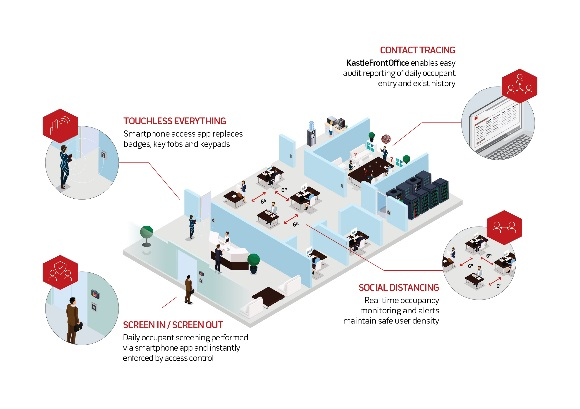 CONTACT TRACING
KastleFrontOffice enables easy
audit reporting of daily occupant
entry and exist history
TOUCHLESS EVERYTHING
Smartphone access app replaces
badges, key fobs and keypads
SOCIAL DISTANCING
Real-time occupancy
monitoring and alerts
maintain safe user density
SCREEN IN / SCREEN OUT
Daily occupant screening performed
via smartphone app and instantly
enforced by access control